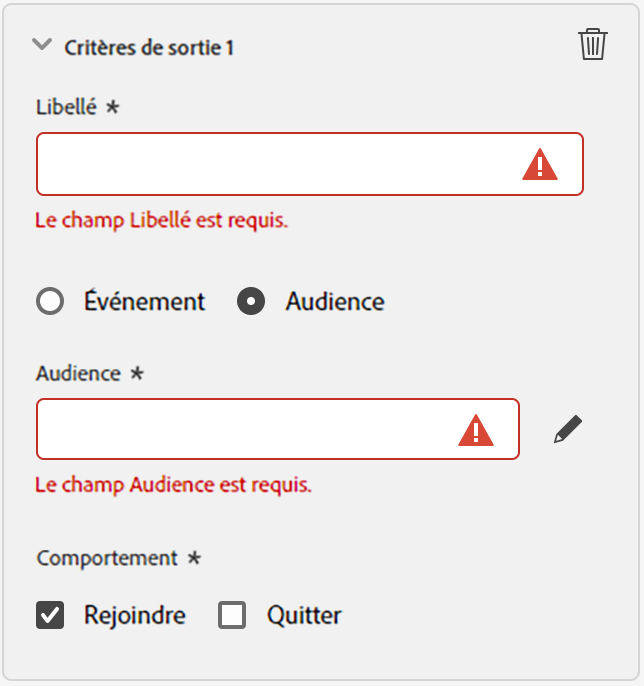 Critères de sortie 1
Libellé *
Le champ Libellé est requis.
Événement Audience
Audience *
Le champ Audience est requis.
Comportement *
Rejoindre Quitter